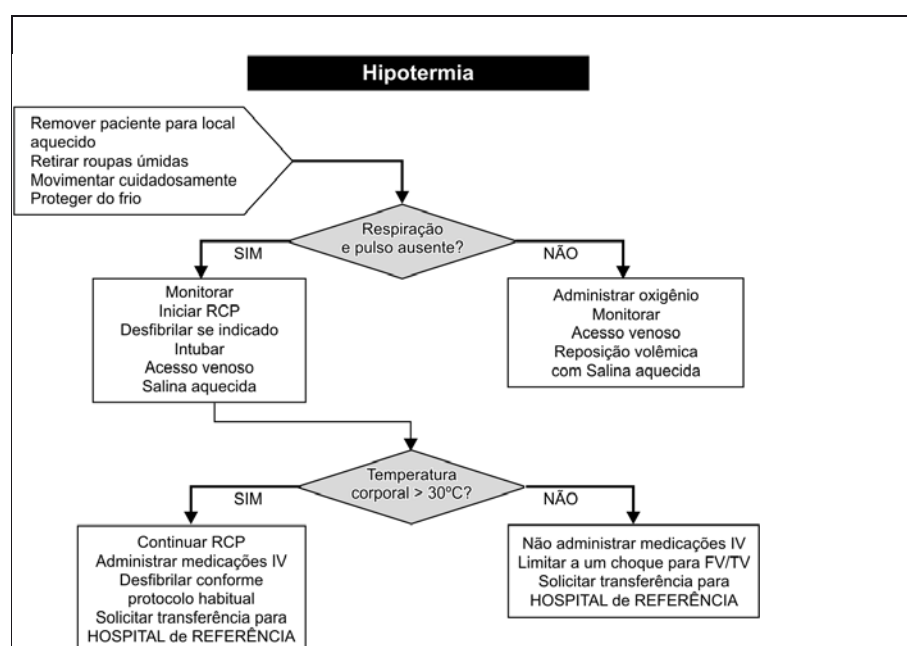 Hipotermia
Remover paciente para local
aquecido
Retirar roupas úmidas
Movimentar cuidadosamente
Proteger do frio
Respiração
e pulso ausente?
SIM
NÃO
Monitorar
Iniciar RCP
Desfibrilar se indicado
Intubar
Acesso venoso
Salina aquecida
Administrar oxigênio
Monitorar
Acesso venoso
Reposição volêmica
com Salina aquecida
Temperatura
corporal > 30ºC?
SIM
NÃO
Continuar RCP
Administrar medicações IV
Desfibrilar conforme
protocolo habitual
Solicitar transferência para
HOSPITAL de REFERÊNCIA
Não administrar medicações IV
Limitar a um choque para FV/TV
Solicitar transferência para
HOSPITAL de REFERÊNCIA